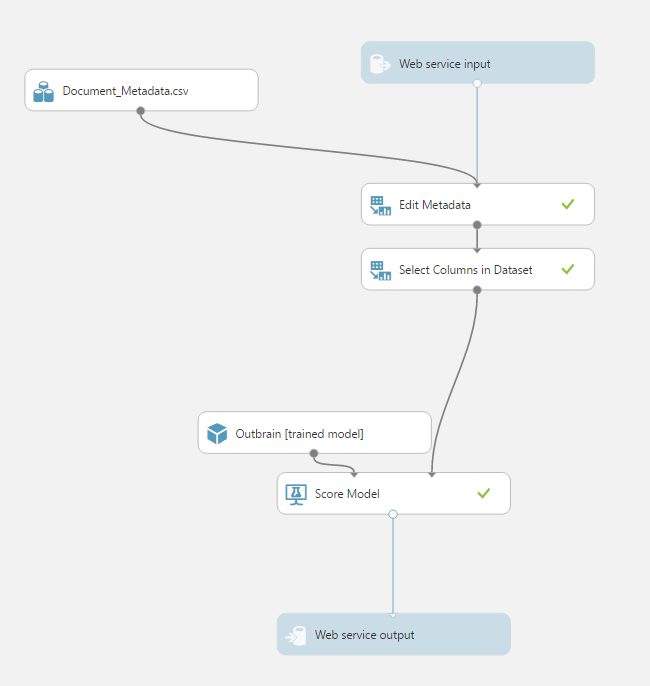 Web service input
Document_Metadata.csv
Edit Metadata
Select Columns in Dataset
Outbrain [trained model]
Score Model
Web service output